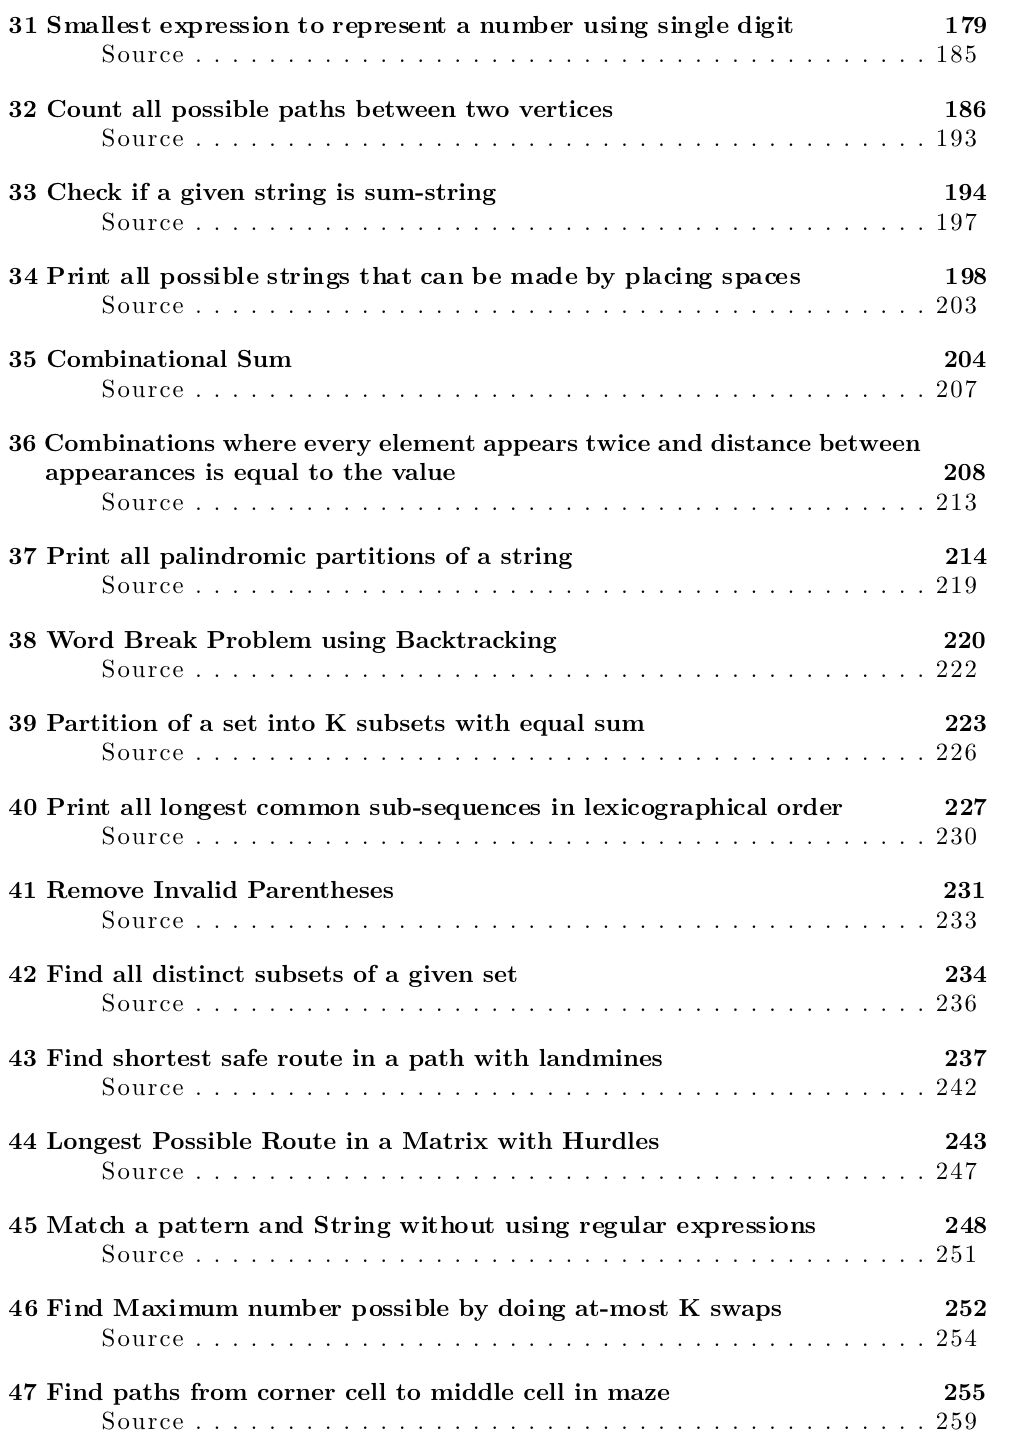 31 Smallest expression to represent a number using single digit 179
Source . . . . . . . . . . . . . . . . . . . . . . . . . . . . . . . . . . . . . . . . 185
32 Count all possible paths between two vertices 186
Source . . . . . . . . . . . . . . . . . . . . . . . . . . . . . . . . . . . . . . . . 193
33 Check if a given string is sum-string 194
Source . . . . . . . . . . . . . . . . . . . . . . . . . . . . . . . . . . . . . . . . 197
34 Print all possible strings that can be made by placing spaces 198
Source . . . . . . . . . . . . . . . . . . . . . . . . . . . . . . . . . . . . . . . . 203
35 Combinational Sum 204
Source . . . . . . . . . . . . . . . . . . . . . . . . . . . . . . . . . . . . . . . . 207
36 Combinations where every element appears twice and distance between
appearances is equal to the value 208
Source . . . . . . . . . . . . . . . . . . . . . . . . . . . . . . . . . . . . . . . . 213
37 Print all palindromic partitions of a string 214
Source . . . . . . . . . . . . . . . . . . . . . . . . . . . . . . . . . . . . . . . . 219
38 Word Break Problem using Backtracking 220
Source . . . . . . . . . . . . . . . . . . . . . . . . . . . . . . . . . . . . . . . . 222
39 Partition of a set into K subsets with equal sum 223
Source . . . . . . . . . . . . . . . . . . . . . . . . . . . . . . . . . . . . . . . . 226
40 Print all longest common sub-sequences in lexicographical order 227
Source . . . . . . . . . . . . . . . . . . . . . . . . . . . . . . . . . . . . . . . . 230
41 Remove Invalid Parentheses 231
Source . . . . . . . . . . . . . . . . . . . . . . . . . . . . . . . . . . . . . . . . 233
42 Find all distinct subsets of a given set 234
Source . . . . . . . . . . . . . . . . . . . . . . . . . . . . . . . . . . . . . . . . 236
43 Find shortest safe route in a path with landmines 237
Source . . . . . . . . . . . . . . . . . . . . . . . . . . . . . . . . . . . . . . . . 242
44 Longest Possible Route in a Matrix with Hurdles 243
Source . . . . . . . . . . . . . . . . . . . . . . . . . . . . . . . . . . . . . . . . 247
45 Match a pattern and String without using regular expressions 248
Source . . . . . . . . . . . . . . . . . . . . . . . . . . . . . . . . . . . . . . . . 251
46 Find Maximum number possible by doing at-most K swaps 252
Source . . . . . . . . . . . . . . . . . . . . . . . . . . . . . . . . . . . . . . . . 254
47 Find paths from corner cell to middle cell in maze 255
Source . . . . . . . . . . . . . . . . . . . . . . . . . . . . . . . . . . . . . . . . 259